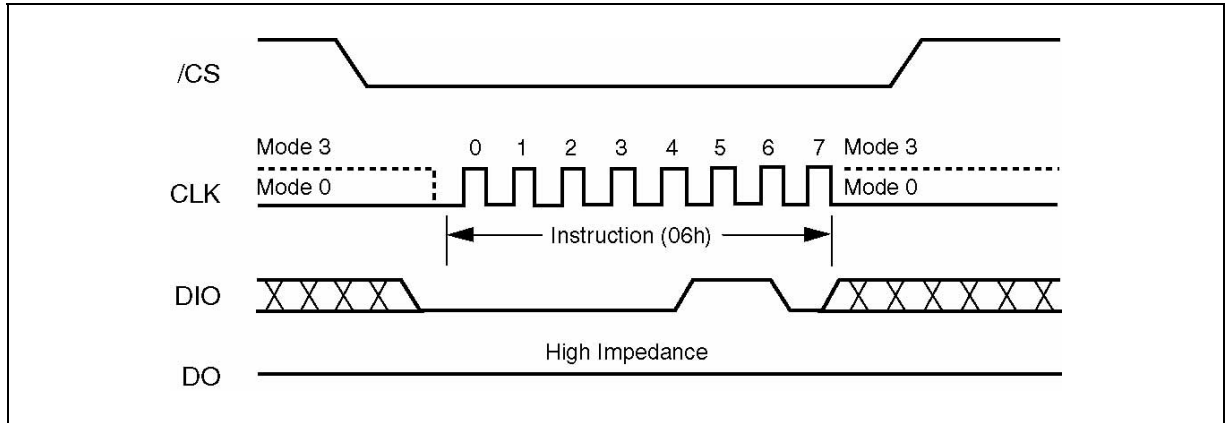 /CS
Mode 3 0 1 2 3 4 5 6 7 Mode 3
CLK Mode 0 Mode 0
Instruction (06h)
DIO
High Impedance
DO